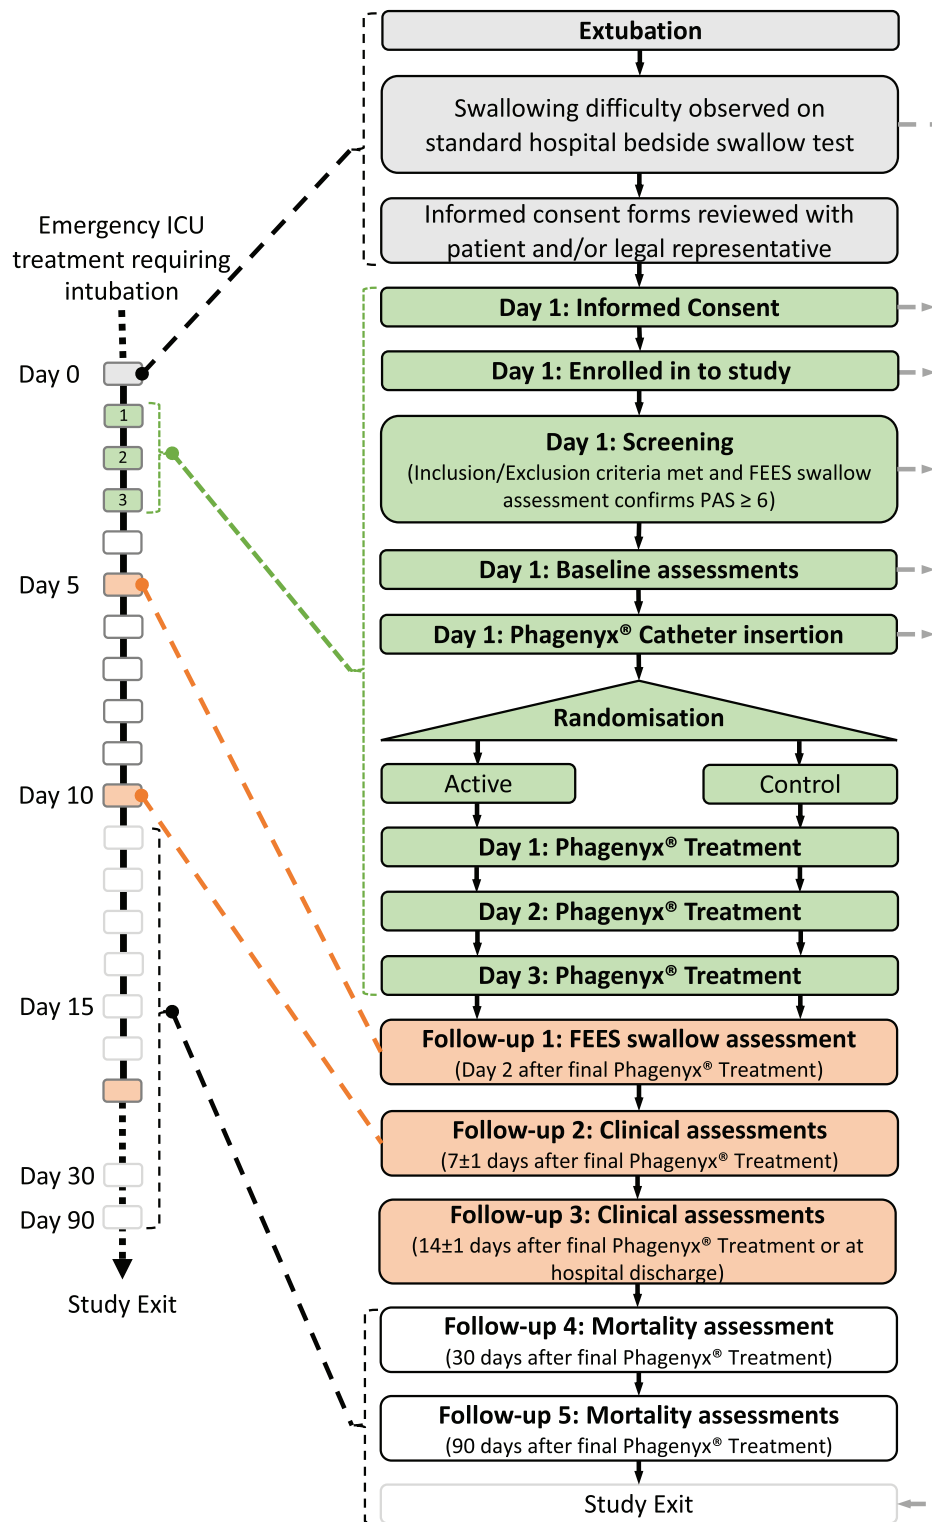 Emergency ICU
treatment requiring
intubation
Day 0
1
2
3
Day 5
Day 10
Day 15
Day 30
Day 90
Study Exit
Extubation
Swallowing difficulty observed on
standard hospital bedside swallow test
Informed consent forms reviewed with
patient and/or legal representative
Day 1: Informed Consent
Day 1: Enrolled in to study
Day 1: Screening
(Inclusion/Exclusion criteria met and FEES swallow
assessment confirms PAS ≥ 6)
Day 1: Baseline assessments
Day 1: Phagenyx® Catheter insertion
Randomisation
Active
Control
Day 1: Phagenyx® Treatment
Day 2: Phagenyx® Treatment
Day 3: Phagenyx® Treatment
Follow-up 1: FEES swallow assessment
(Day 2 after final Phagenyx® Treatment)
Follow-up 2: Clinical assessments
(7±1 days after final Phagenyx® Treatment)
Follow-up 3: Clinical assessments
(14±1 days after final Phagenyx® Treatment or at
hospital discharge)
Follow-up 4: Mortality assessment
(30 days after final Phagenyx® Treatment)
Follow-up 5: Mortality assessments
(90 days after final Phagenyx® Treatment)
Study Exit